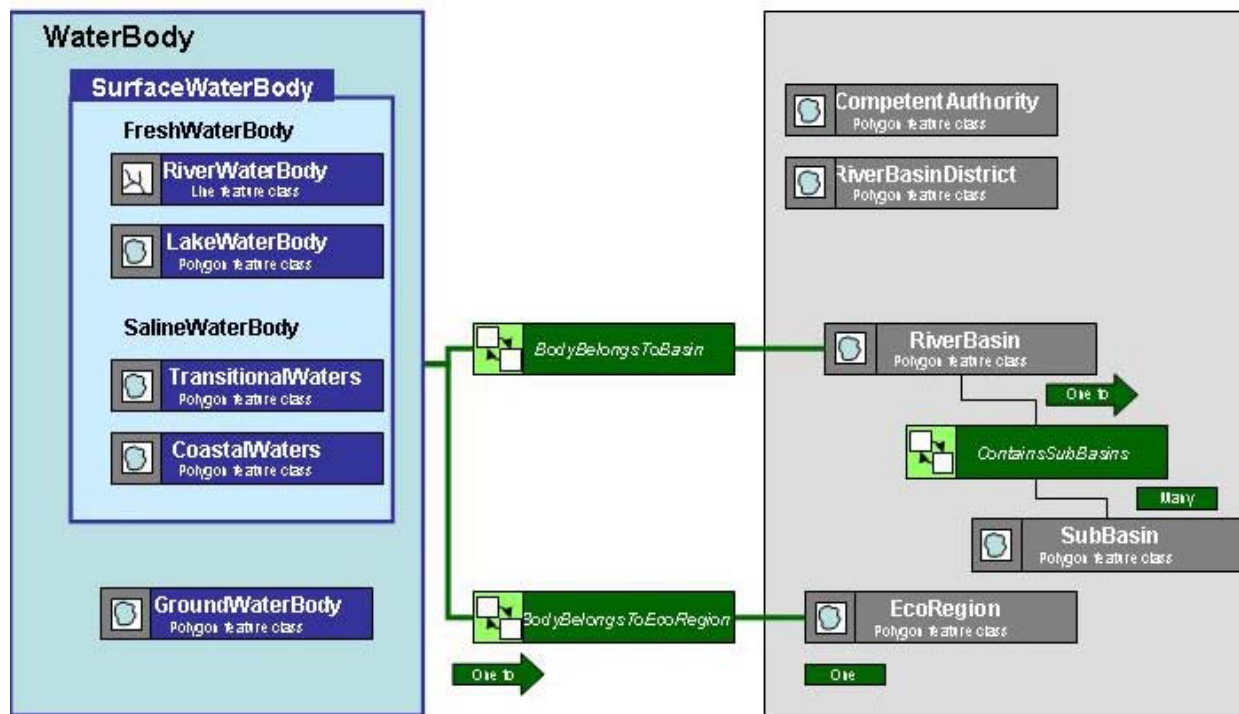 WaterBody
SurfaceWaterBody
FreshWaterBody
RiverWaterBody
Line feature class
LakeWaterBody
Polygon feature class
SalineWaterBody
TransitionalWaters
Polygon feature class
CoastalWaters
Polygon feature class
GroundWaterBody
Polygon feature class
BodyBelongsToBasin
BodyBelongsToEcoRegion
One to
CompetentAuthority
Polygon feature class
RiverBasinDistrict
Polygon feature class
RiverBasin
Polygon feature class
One to
ContainsSubBasins
Many
SubBasin
Polygon feature class
EcoRegion
Polygon feature class
One